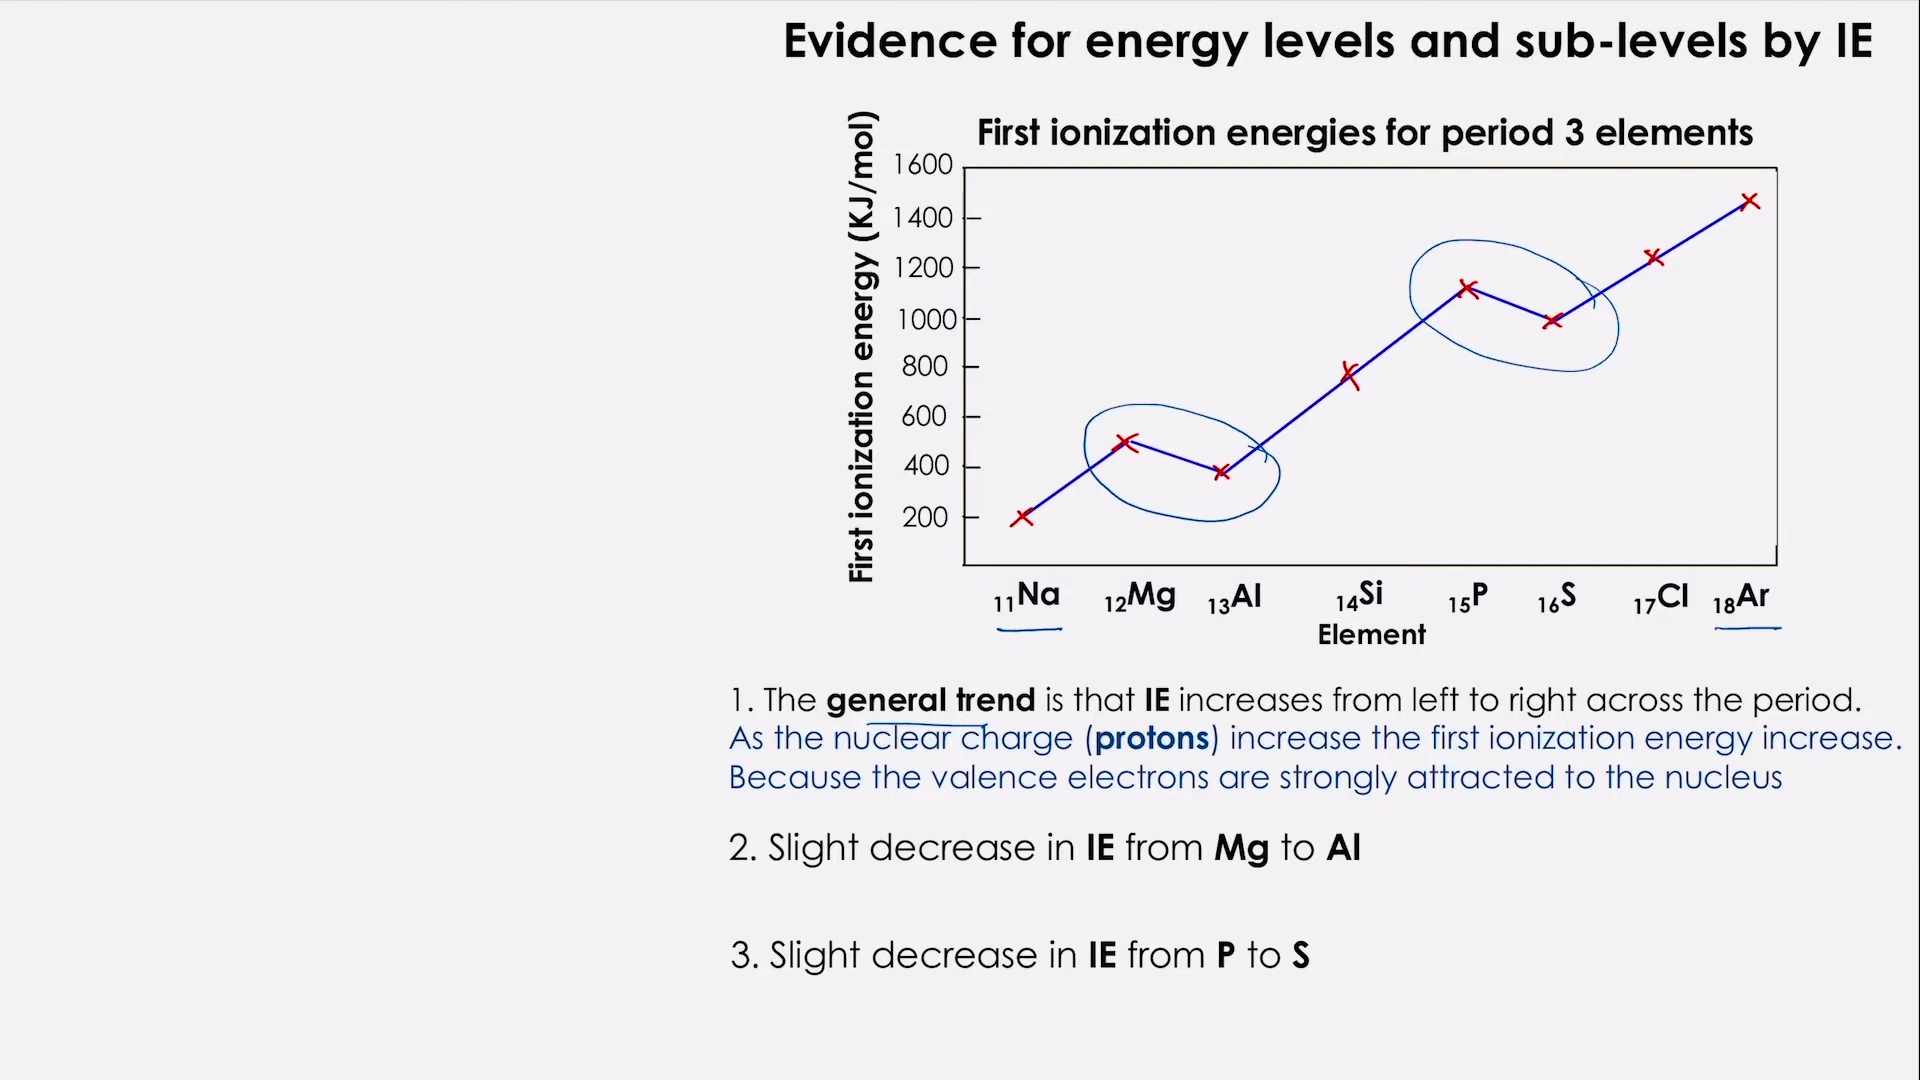 Evidence for energy levels and sub-levels by IE
First ionization energies for period 3 elements
First ionization energy (KJ/mol)
1600
1400
1200
1000
800
600
400
200
₁₁Na ₁₂Mg ₁₃Al ₁₄Si ₁₅P ₁₆S ₁₇Cl ₁₈Ar
Element
1. The general trend is that IE increases from left to right across the period.
As the nuclear charge (protons) increase the first ionization energy increase.
Because the valence electrons are strongly attracted to the nucleus
2. Slight decrease in IE from Mg to Al
3. Slight decrease in IE from P to S